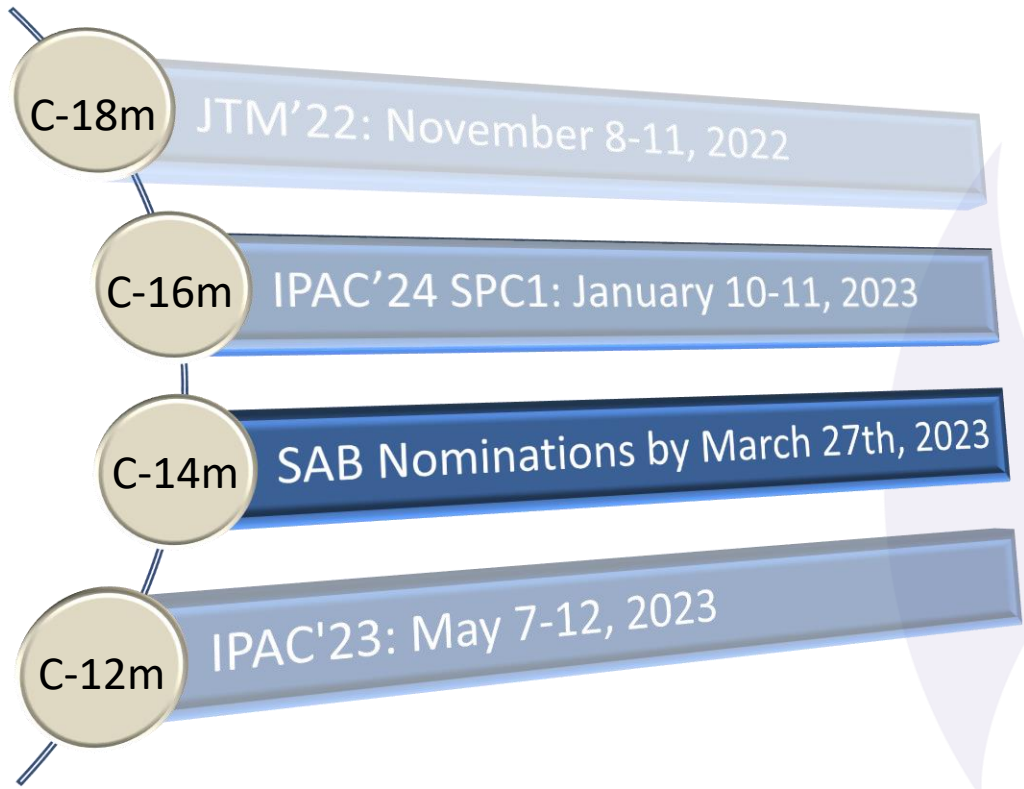 C-18m
JTM’22: November 8-11, 2022
C-16m
IPAC’24 SPC1: January 10-11, 2023
C-14m
SAB Nominations by March 27th, 2023
C-12m
IPAC'23: May 7-12, 2023